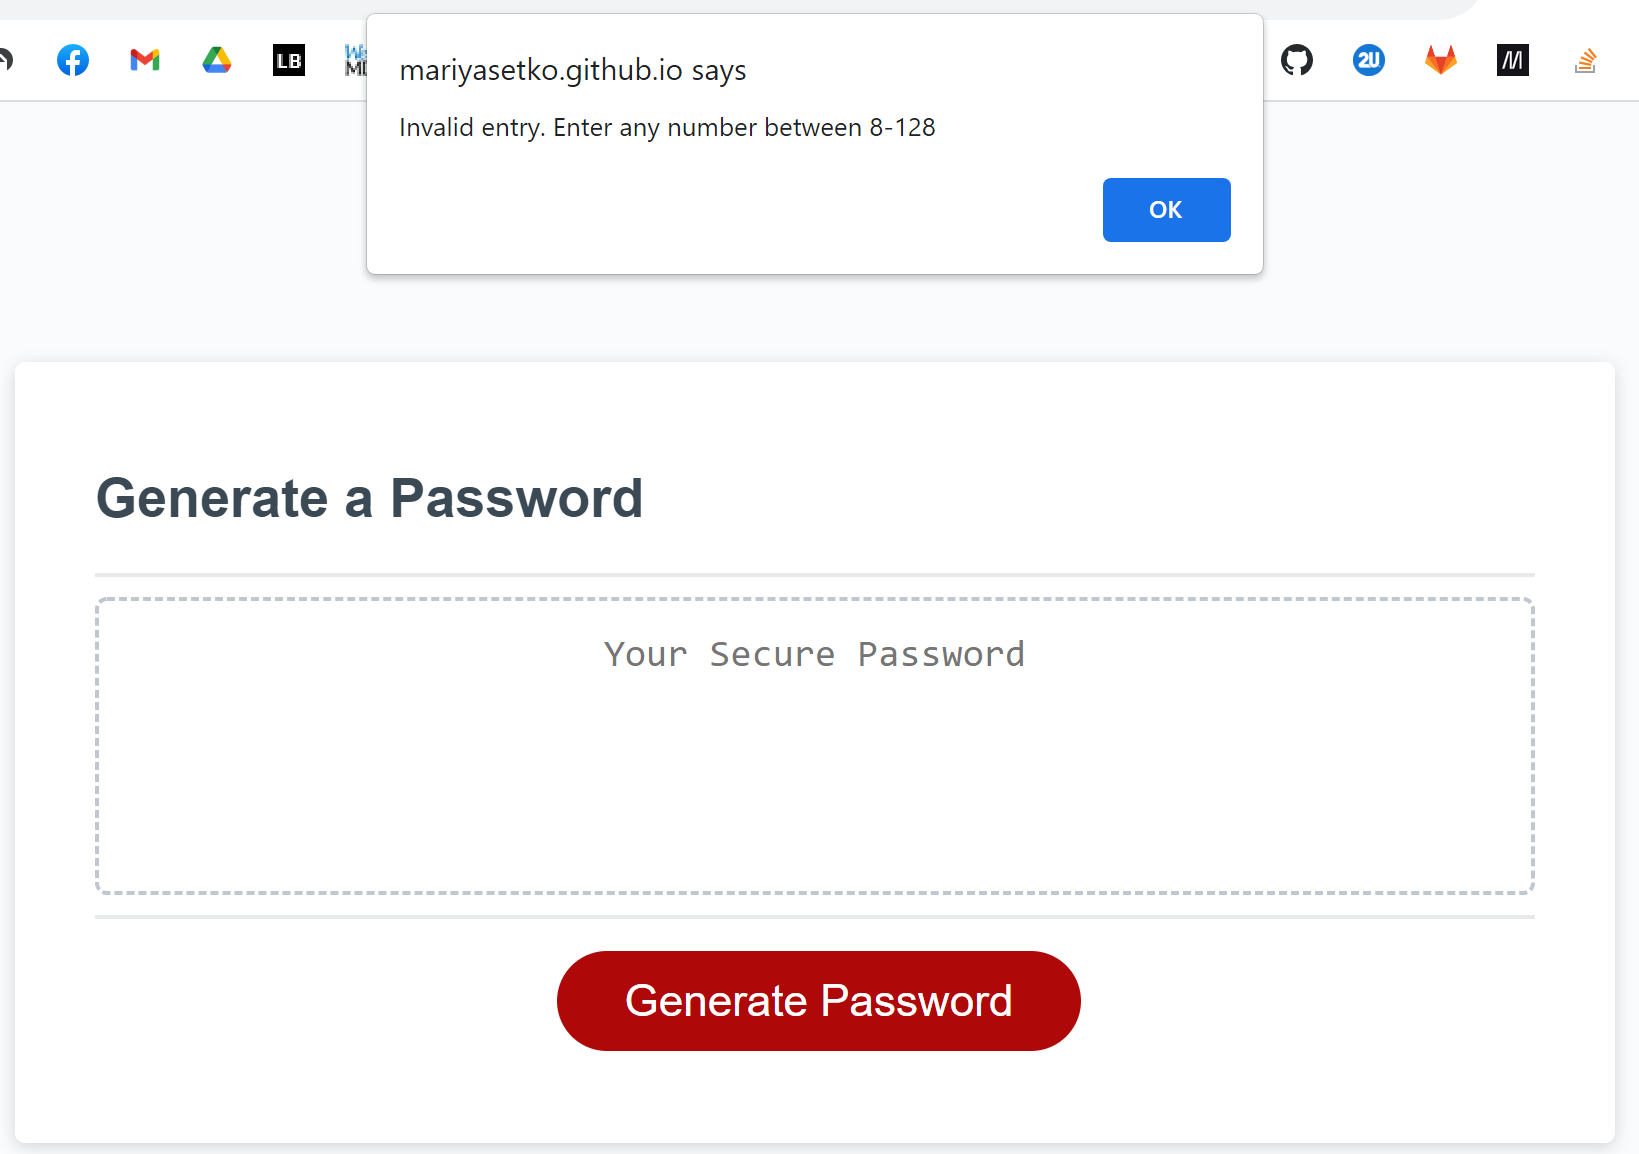 LB
mariyasetko.github.io says
Invalid entry. Enter any number between 8-128
OK
2U
Generate a Password
Your Secure Password
Generate Password